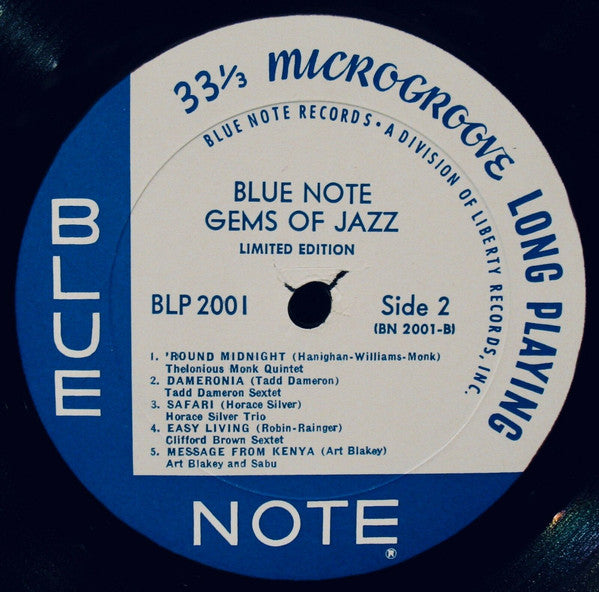 33⅓ MICROGROOVE LONG PLAYING
BLUE NOTE RECORDS • A DIVISION OF LIBERTY RECORDS, INC.
BLUE NOTE
GEMS OF JAZZ
LIMITED EDITION
BLP 2001
Side 2
(BN 2001-B)
1. 'ROUND MIDNIGHT (Hanighan-Williams-Monk)
Thelonious Monk Quintet
2. DAMERONIA (Tadd Dameron)
Tadd Dameron Sextet
3. SAFARI (Horace Silver)
Horace Silver Trio
4. EASY LIVING (Robin-Rainger)
Clifford Brown Sextet
5. MESSAGE FROM KENYA (Art Blakey)
Art Blakey and Sabu
BLUE
NOTE®